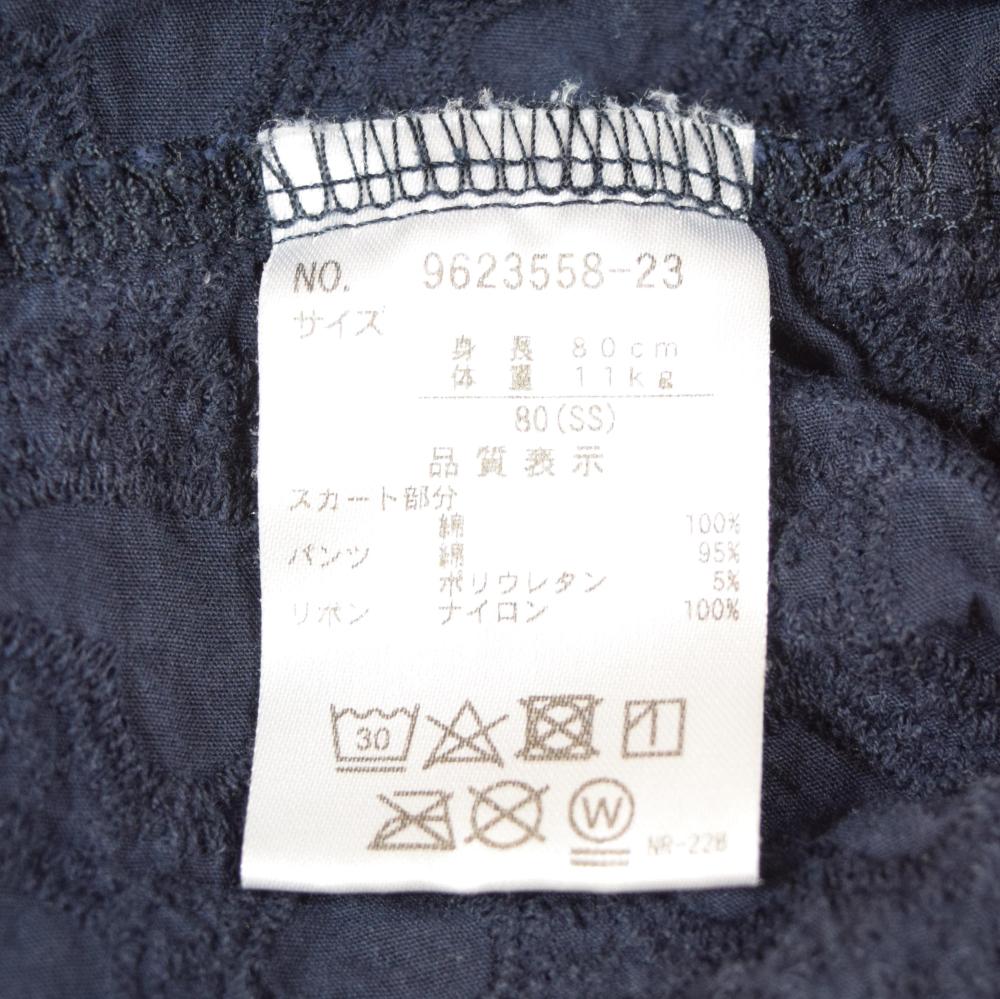 NO. 9623558-23
サイズ
身長 80cm
体重 11kg
80(SS)
品質表示
スカート部分
綿 100%
パンツ 綿 95%
ポリウレタン 5%
リボン ナイロン 100%
30
W NR-228